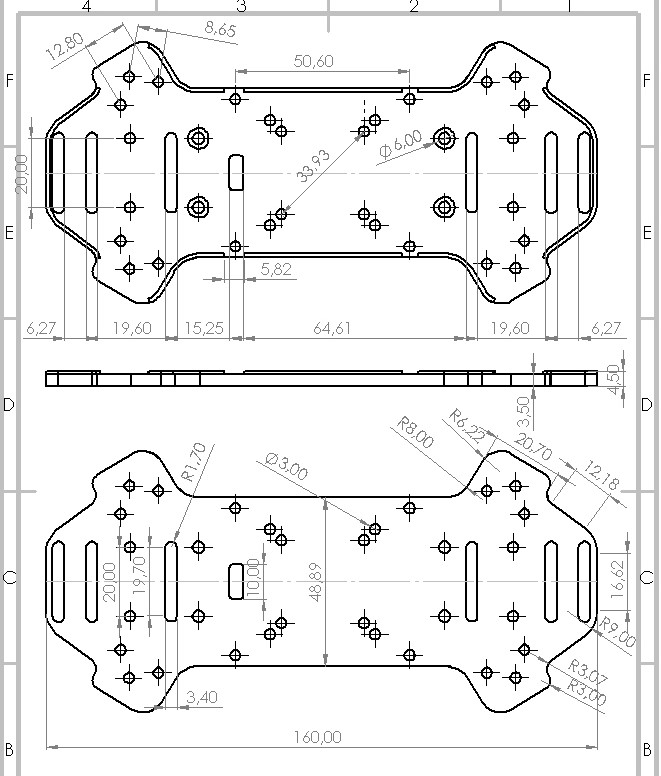 4 3 2 1
12,80 8,65
50,60
F F
Ø6,00
33,93
20,00
E E
5,82
6,27 19,60 15,25 64,61 19,60 6,27
D D
4,50
3,50
R6,22
R8,00 20,70
R1,70 Ø3,00 12,18
C C
20,00 19,70 10,00 48,89 16,62
R9,00
R3,07
R3,00
3,40
160,00
B B